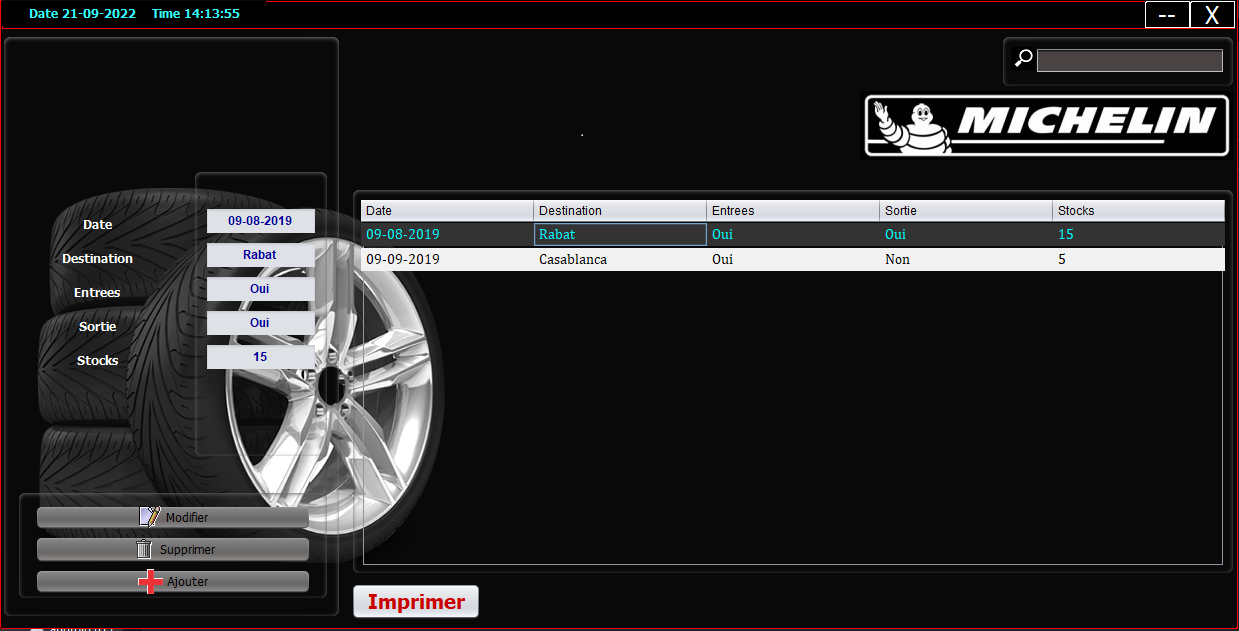 Date 21-09-2022 Time 14:13:55
-- X
MICHELIN
Date 09-08-2019
Destination Rabat
Entrees Oui
Sortie Oui
Stocks 15
Date Destination Entrees Sortie Stocks
09-08-2019 Rabat Oui Oui 15
09-09-2019 Casablanca Oui Non 5
Modifier
Supprimer
Ajouter
Imprimer